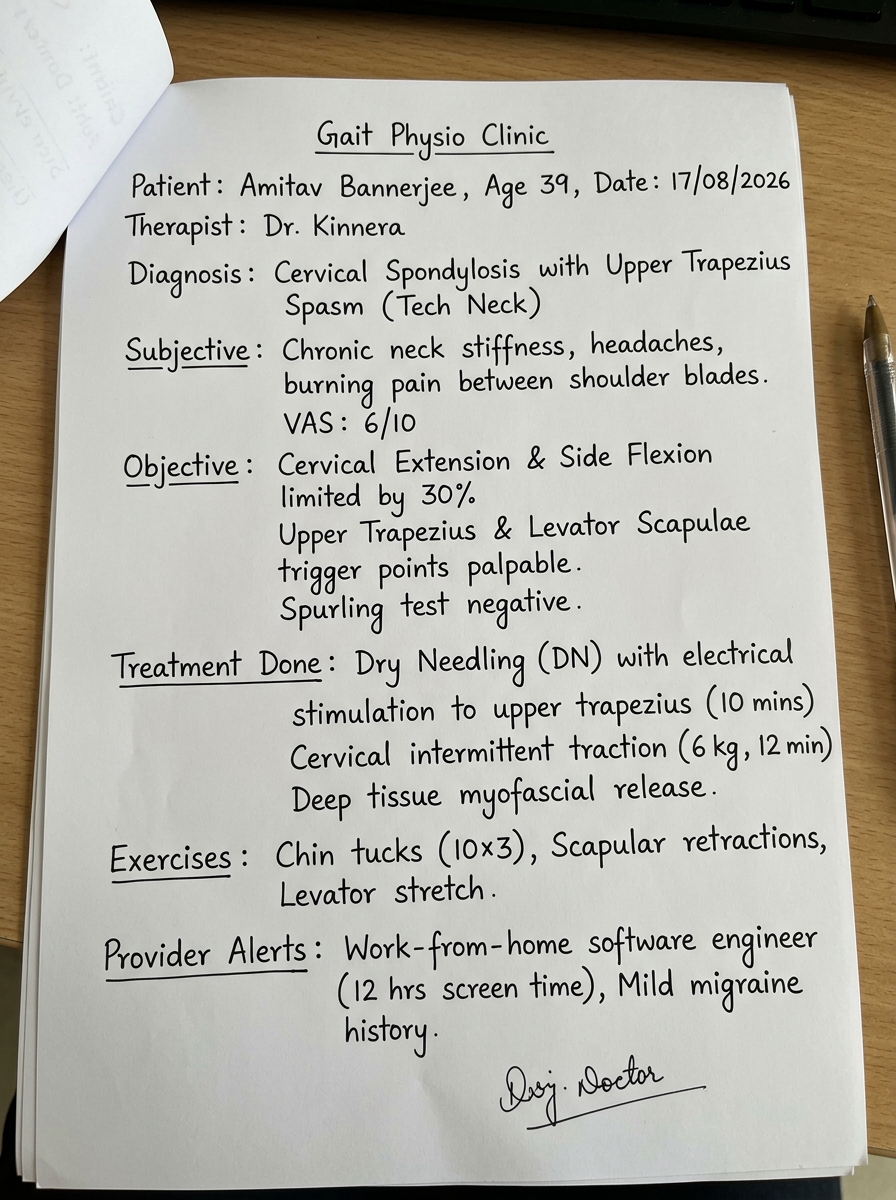 Gait Physio Clinic
Patient: Amitav Bannerjee, Age 39, Date: 17/08/2026
Therapist: Dr. Kinnera
Diagnosis: Cervical Spondylosis with Upper Trapezius
Spasm (Tech Neck)
Subjective: Chronic neck stiffness, headaches,
burning pain between shoulder blades.
VAS: 6/10
Objective: Cervical Extension & Side Flexion
limited by 30%
Upper Trapezius & Levator Scapulae
trigger points palpable.
Spurling test negative.
Treatment Done: Dry Needling (DN) with electrical
stimulation to upper trapezius (10 mins)
Cervical intermittent traction (6 kg, 12 min)
Deep tissue myofascial release.
Exercises: Chin tucks (10x3), Scapular retractions,
Levator stretch.
Provider Alerts: Work-from-home software engineer
(12 hrs screen time), Mild migraine
history.
Doctor